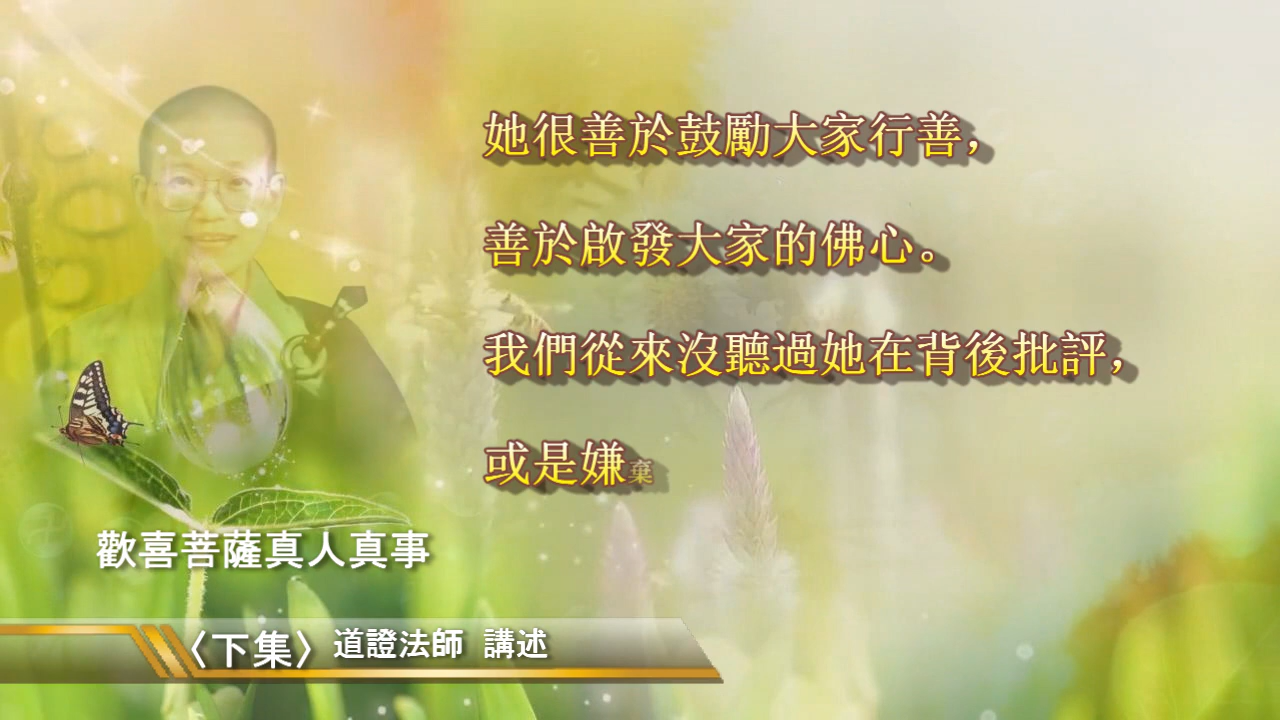 她很善於鼓勵大家行善，
善於啟發大家的佛心。
我們從來沒聽過她在背後批評，
或是嫌棄
歡喜菩薩真人真事
〈下集〉道證法師 講述